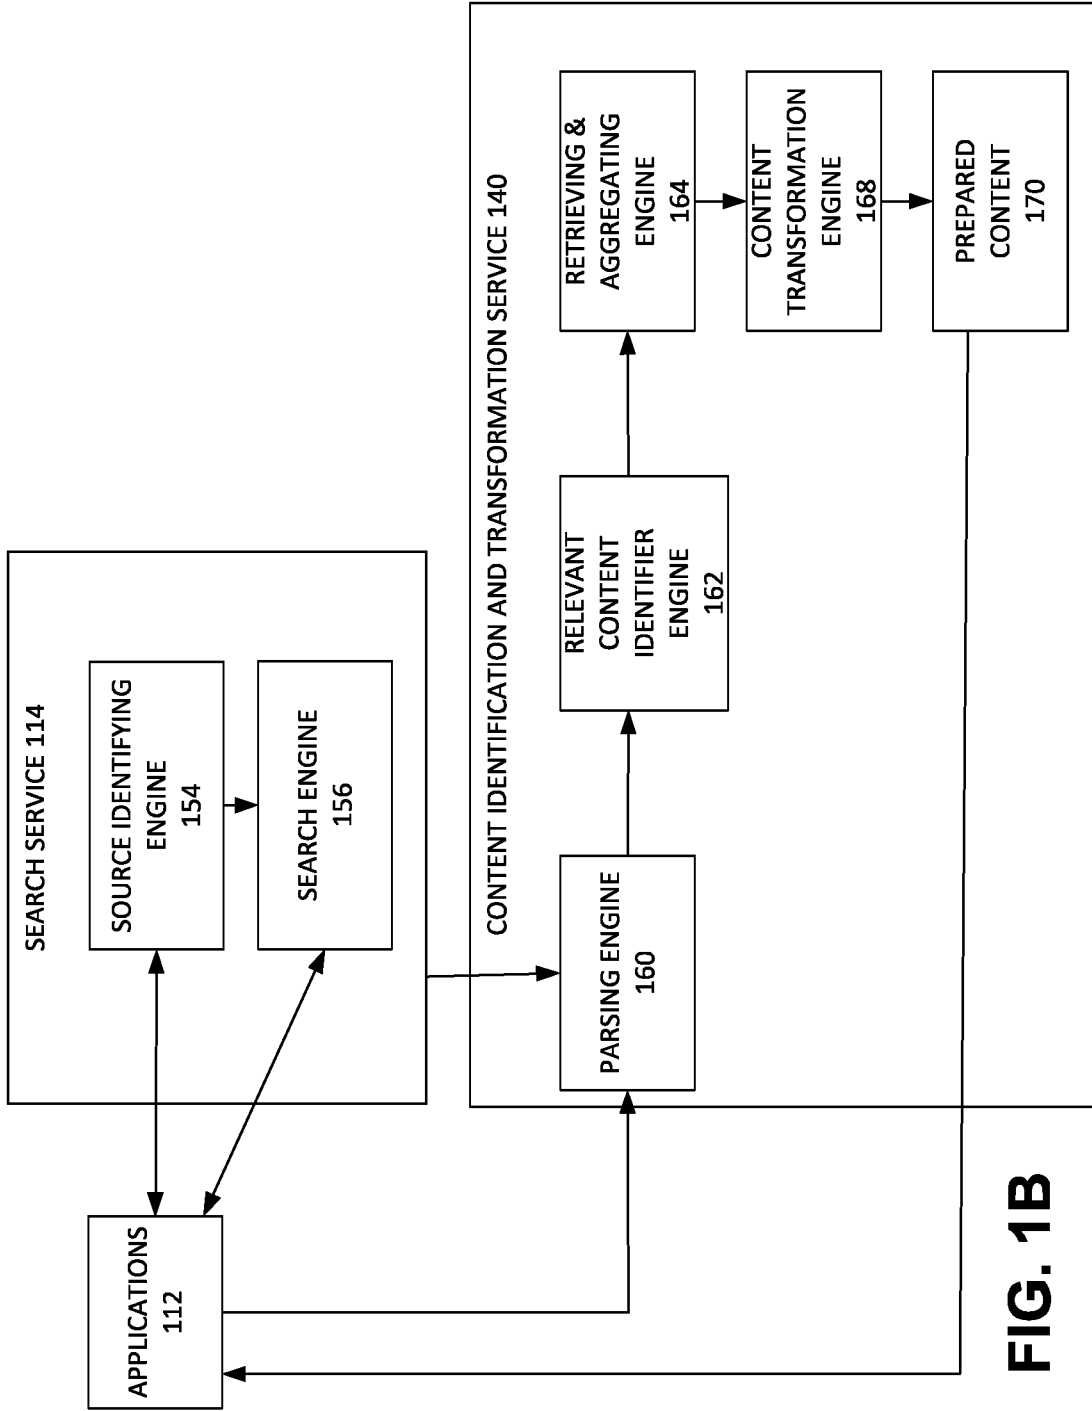 SEARCH SERVICE 114
SOURCE IDENTIFYING
ENGINE
154
SEARCH ENGINE
156
APPLICATIONS
112
CONTENT IDENTIFICATION AND TRANSFORMATION SERVICE 140
PARSING ENGINE
160
RELEVANT
CONTENT
IDENTIFIER
ENGINE
162
RETRIEVING &
AGGREGATING
ENGINE
164
CONTENT
TRANSFORMATION
ENGINE
168
PREPARED
CONTENT
170
FIG. 1B